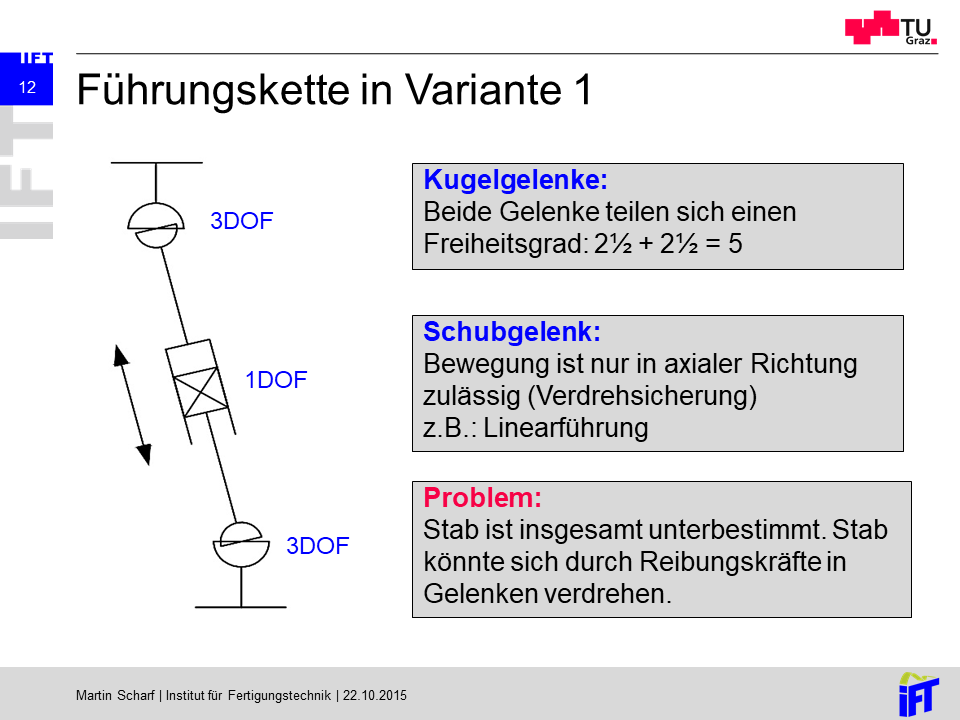 TU
Graz
IFT
12
IFT
Führungskette in Variante 1
3DOF
1DOF
3DOF
Kugelgelenke:
Beide Gelenke teilen sich einen
Freiheitsgrad: 2½ + 2½ = 5
Schubgelenk:
Bewegung ist nur in axialer Richtung
zulässig (Verdrehsicherung)
z.B.: Linearführung
Problem:
Stab ist insgesamt unterbestimmt. Stab
könnte sich durch Reibungskräfte in
Gelenken verdrehen.
Martin Scharf | Institut für Fertigungstechnik | 22.10.2015
iFT